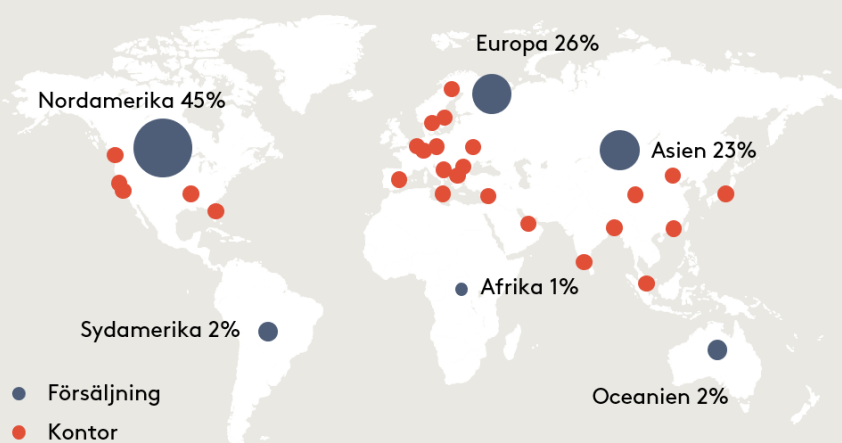 Europa 26%
Nordamerika 45%
Asien 23%
Afrika 1%
Sydamerika 2%
Oceanien 2%
Försäljning
Kontor